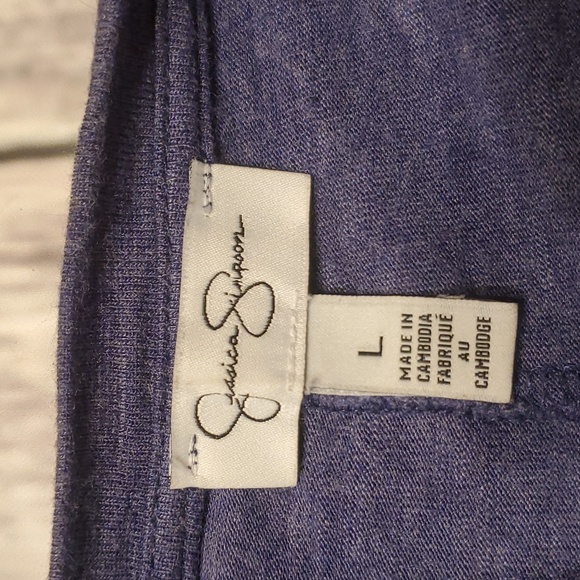 Jessica Simpson
L
MADE IN
CAMBODIA
FABRIQUÉ
AU
CAMBODGE